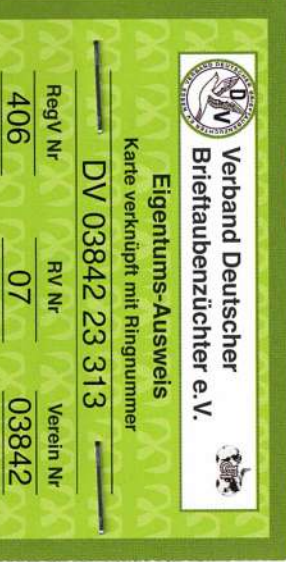 Verband Deutscher
Brieftaubenzüchter e.V.
Eigentums-Ausweis
Karte verknüpft mit Ringnummer
DV 03842 23 313
RegV Nr RV Nr Verein Nr
406 07 03842
D V